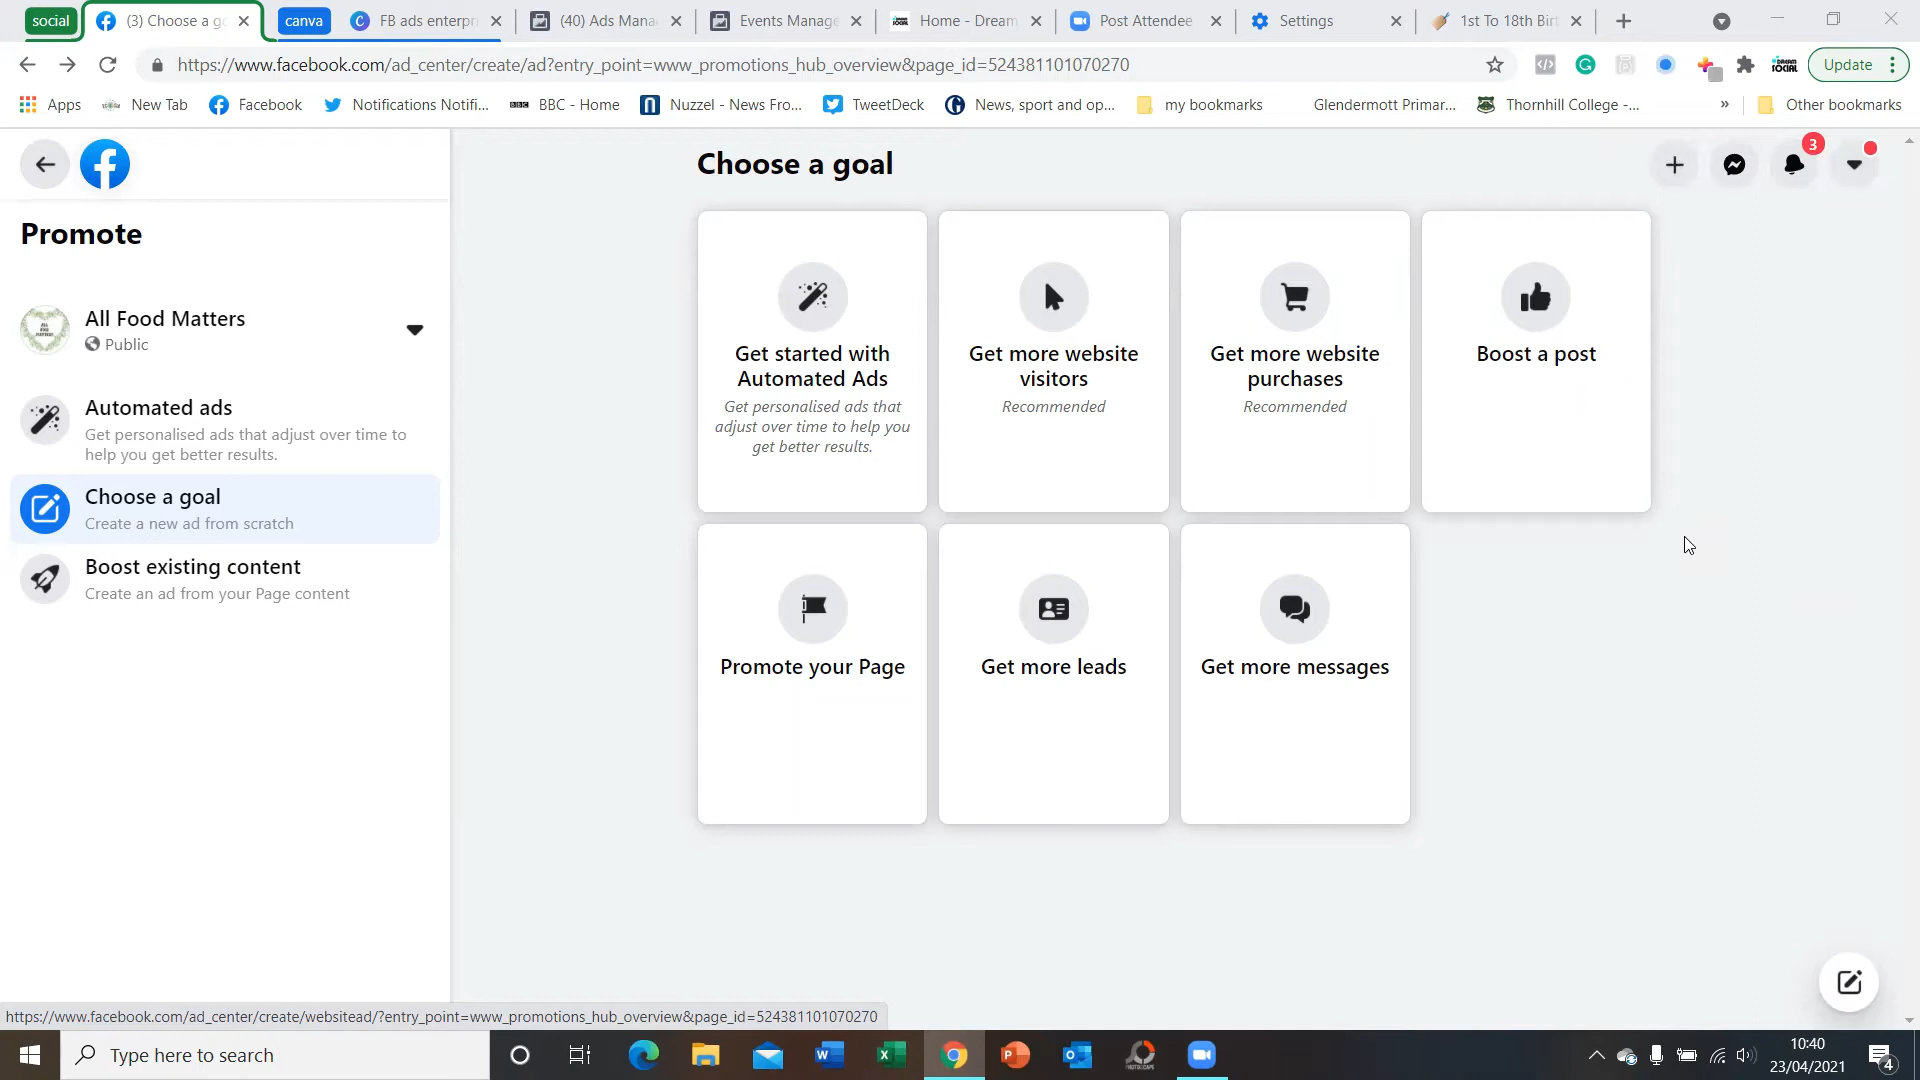 social
(3) Choose a g
canva
FB ads enterpr
(40) Ads Mana
Events Manage
Home - Dream
Post Attendee
Settings
1st To 18th Birt
https://www.facebook.com/ad_center/create/ad?entry_point=www_promotions_hub_overview&page_id=524381101070270
Update
Apps
New Tab
Facebook
Notifications Notifi...
BBC - Home
Nuzzel - News Fro...
TweetDeck
News, sport and op...
my bookmarks
Glendermott Primar...
Thornhill College -...
»
Other bookmarks
Promote
All Food Matters
Public
Automated ads
Get personalised ads that adjust over time to
help you get better results.
Choose a goal
Create a new ad from scratch
Boost existing content
Create an ad from your Page content
Choose a goal
3
Get started with
Automated Ads
Get personalised ads that
adjust over time to help you
get better results.
Get more website
visitors
Recommended
Get more website
purchases
Recommended
Boost a post
Promote your Page
Get more leads
Get more messages
https://www.facebook.com/ad_center/create/websitead/?entry_point=www_promotions_hub_overview&page_id=524381101070270
Type here to search
10:40
23/04/2021
4